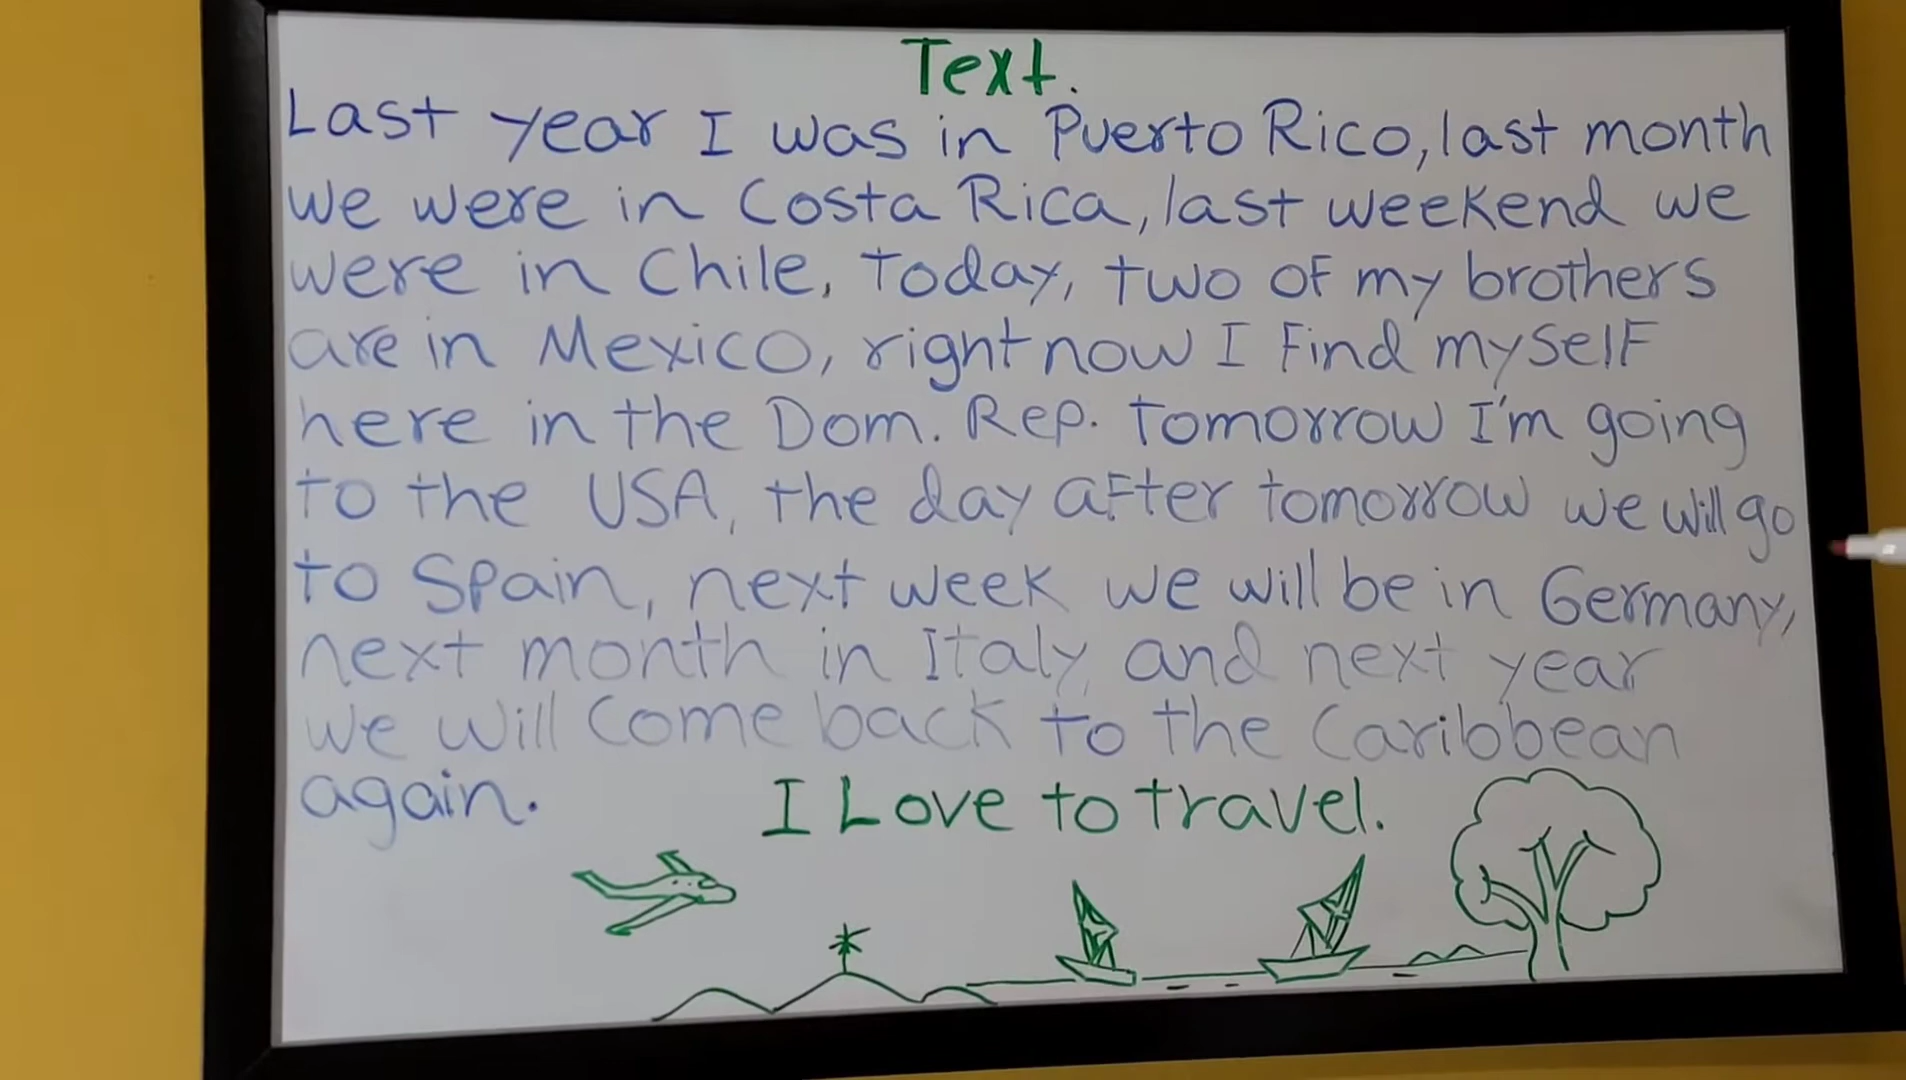 Text.
Last year I was in Puerto Rico, last month
we were in Costa Rica, last weekend we
were in Chile, Today, two of my brothers
are in Mexico, right now I find myself
here in the Dom. Rep. Tomorrow I'm going
to the USA, the day after tomorrow we will go
to Spain, next week we will be in Germany,
next month in Italy, and next year
we will come back to the Caribbean
again.
I Love to travel.